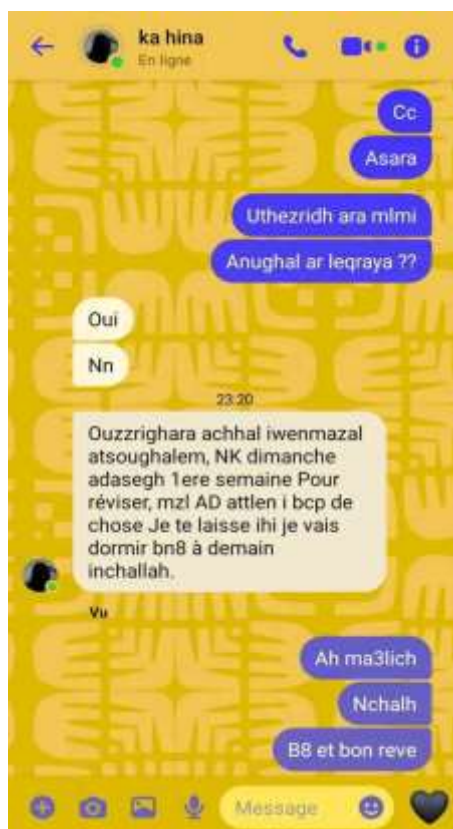 ka hina
En ligne
Cc
Asara
Uthezridh ara mlmi
Anughal ar leqraya ??
Oui
Nn
23:20
Ouzzrighara achhal iwenmazal
atsoughalem, NK dimanche
adasegh 1ere semaine Pour
réviser, mzl AD attlen i bcp de
chose Je te laisse ihi je vais
dormir bn8 à demain
inchallah.
Vu
Ah ma3lich
Nchalh
B8 et bon reve
Message